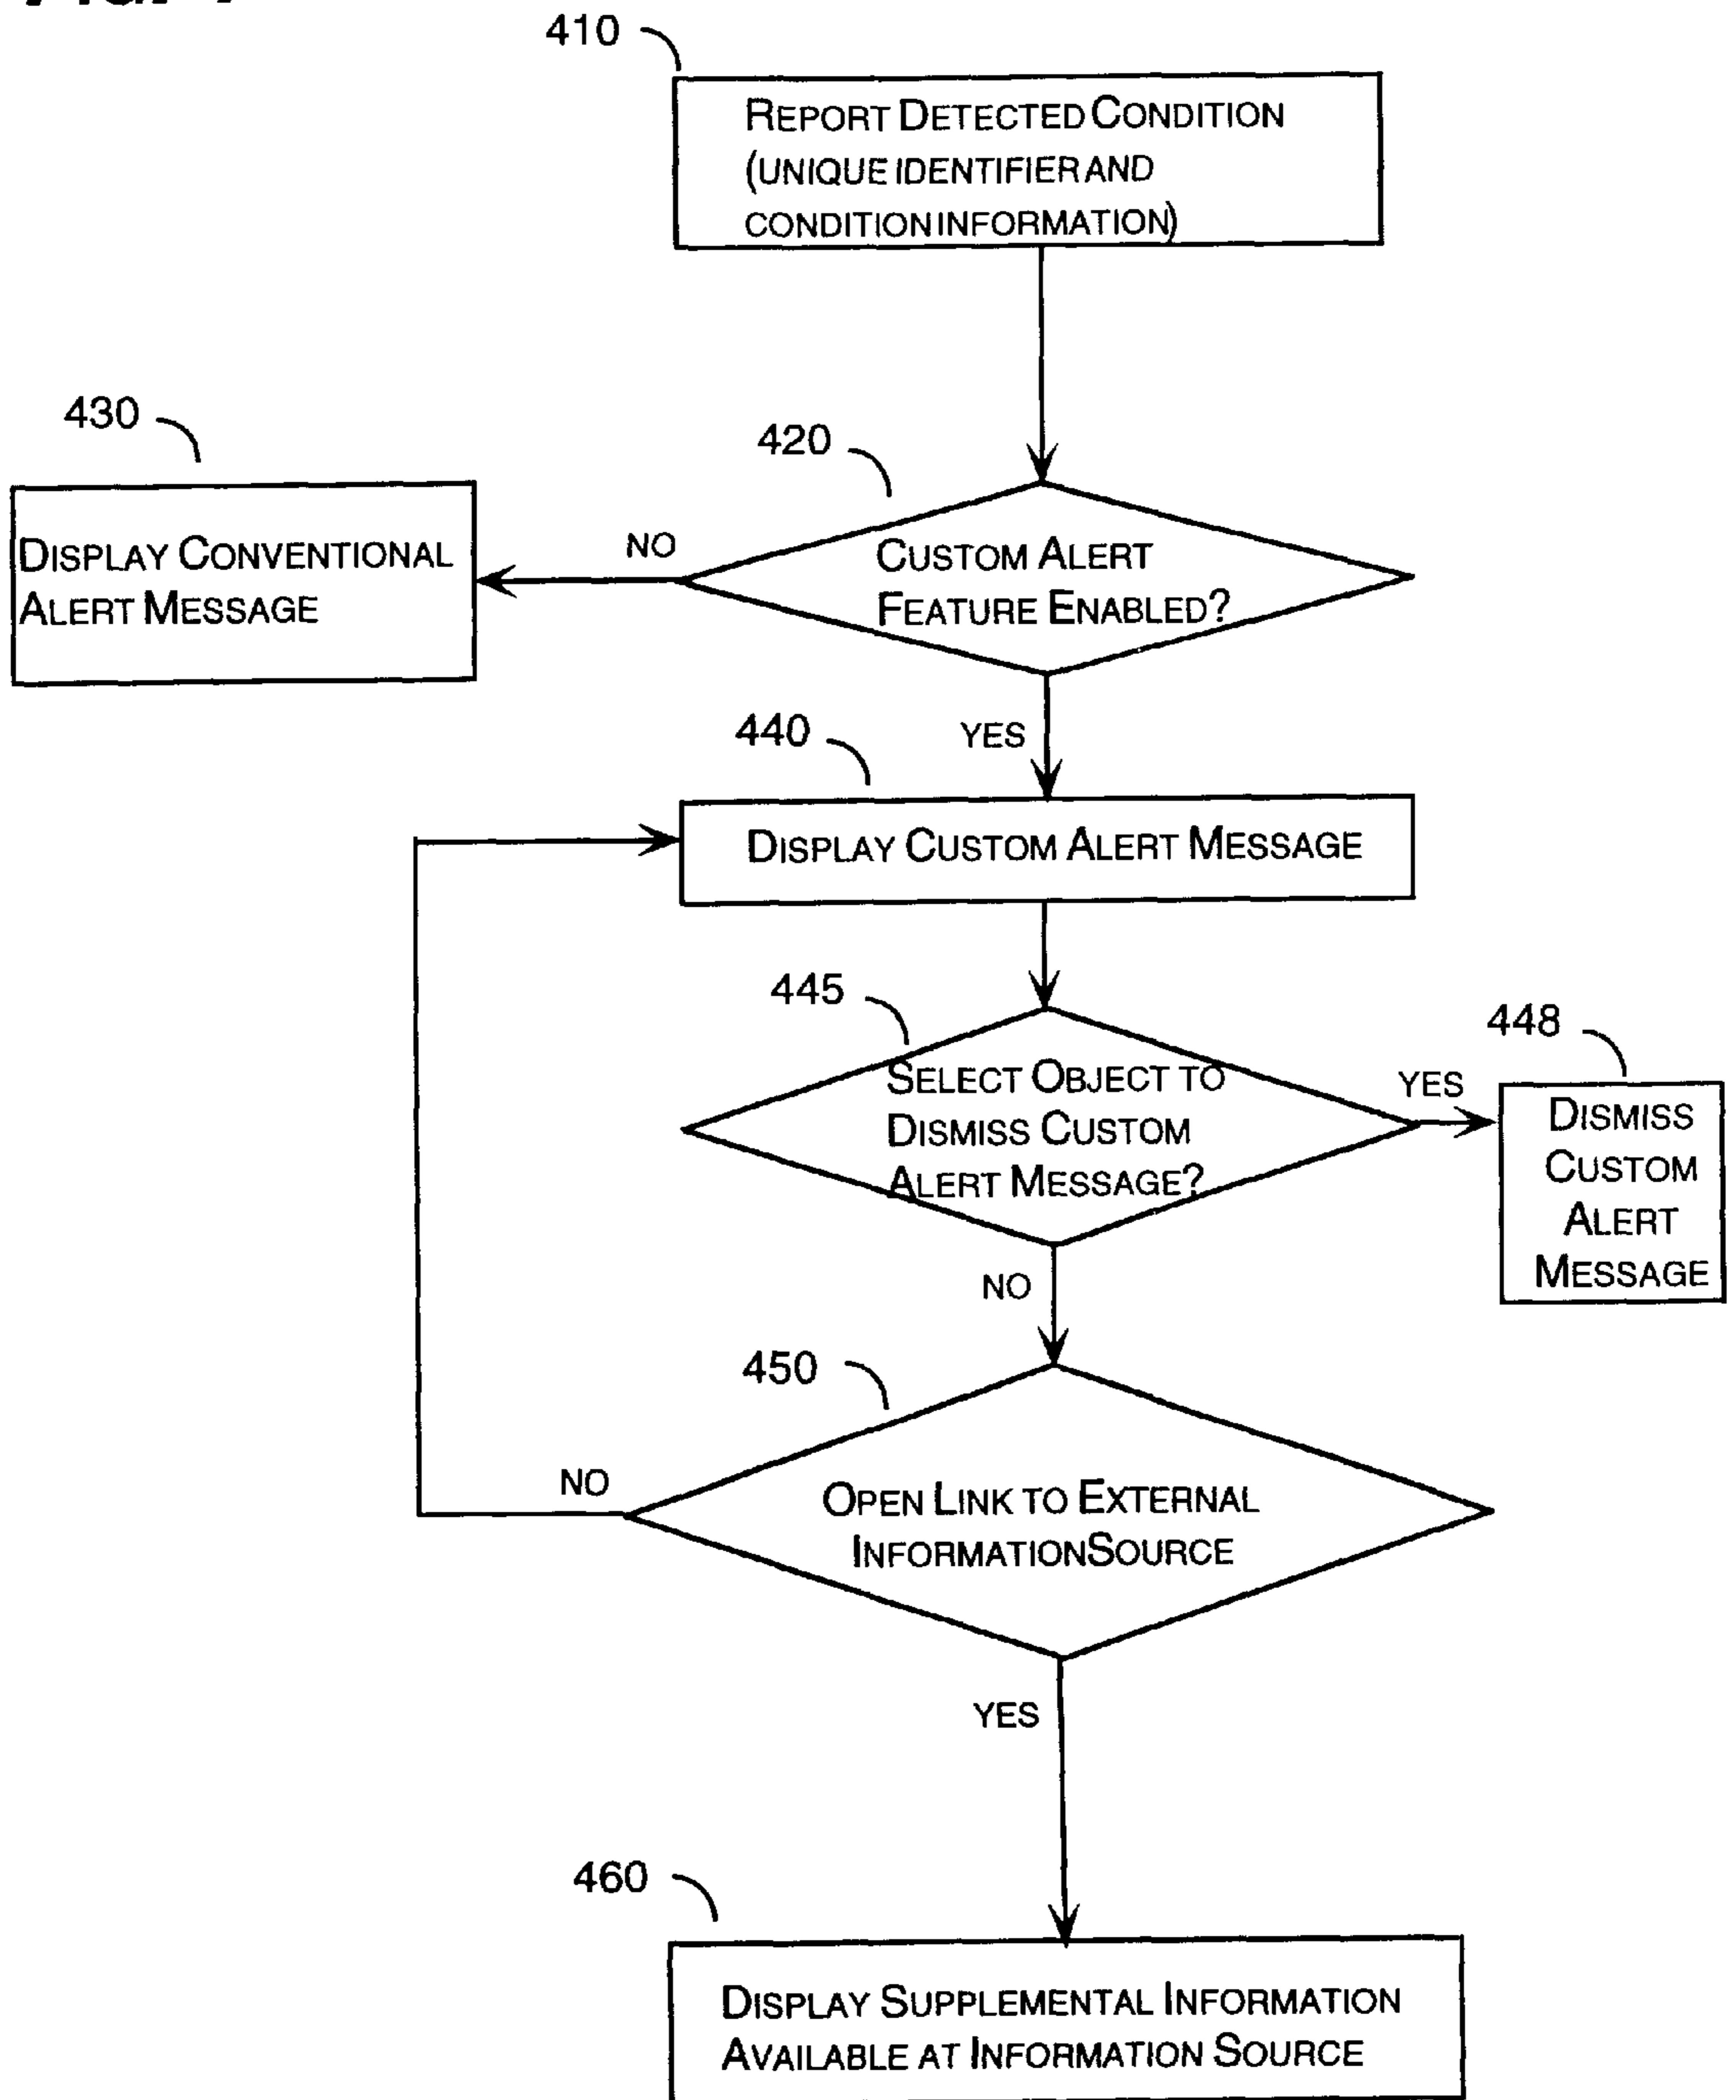 410
REPORT DETECTED CONDITION
(UNIQUE IDENTIFIER AND
CONDITION INFORMATION)
430
420
DISPLAY CONVENTIONAL
ALERT MESSAGE
NO
CUSTOM ALERT
FEATURE ENABLED?
440
YES
DISPLAY CUSTOM ALERT MESSAGE
445
448
SELECT OBJECT TO
DISMISS CUSTOM
ALERT MESSAGE?
YES
DISMISS
CUSTOM
ALERT
MESSAGE
NO
450
NO
OPEN LINK TO EXTERNAL
INFORMATION SOURCE
YES
460
DISPLAY SUPPLEMENTAL INFORMATION
AVAILABLE AT INFORMATION SOURCE